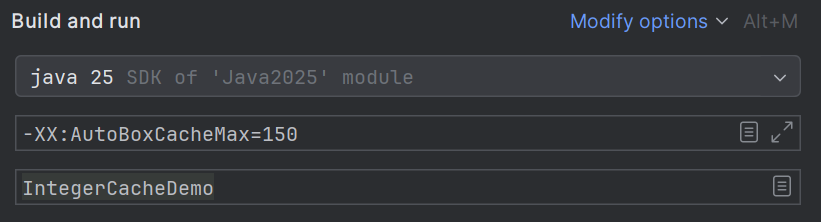 Build and run Modify options Alt+M
java 25 SDK of 'Java2025' module
-XX:AutoBoxCacheMax=150
IntegerCacheDemo